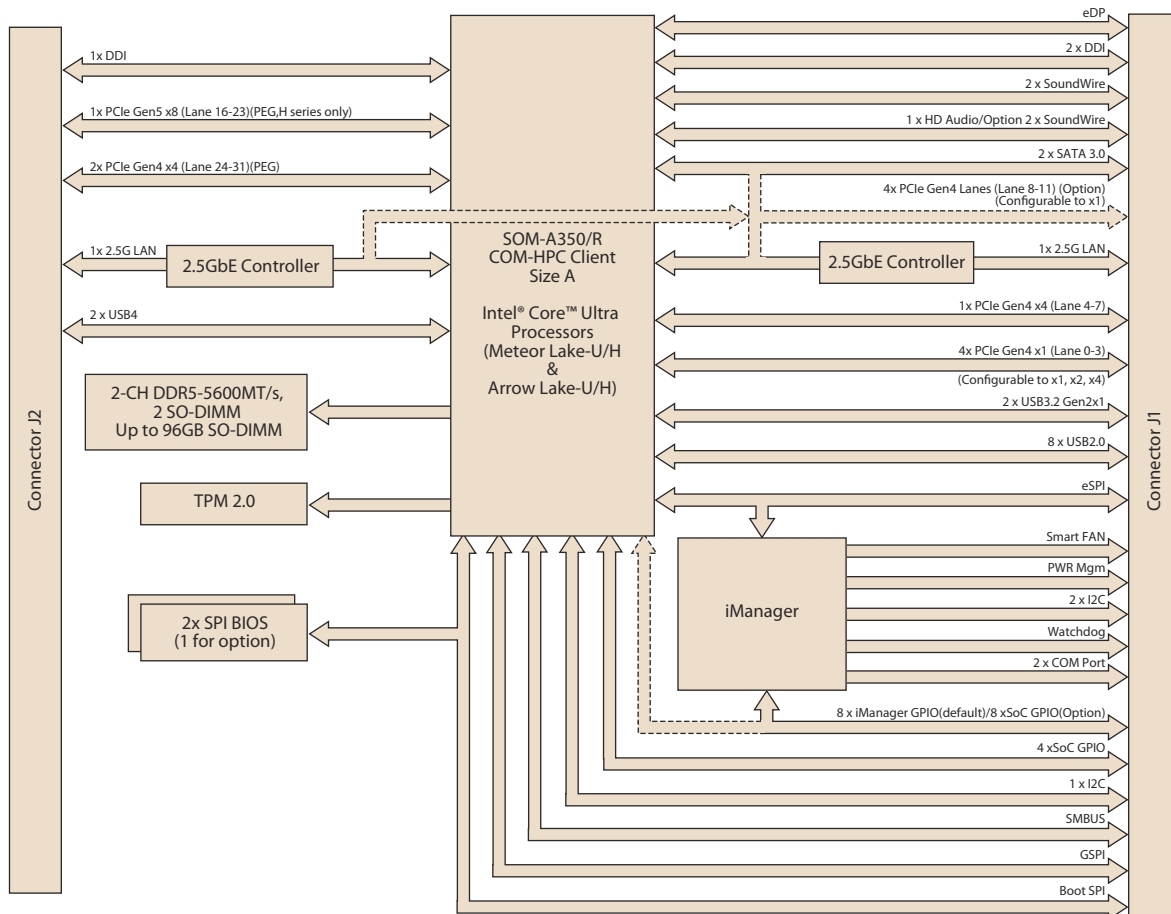 Connector J2
1x DDI
1x PCIe Gen5 x8 (Lane 16-23)(PEG,H series only)
2x PCIe Gen4 x4 (Lane 24-31)(PEG)
1x 2.5G LAN
2.5GbE Controller
2 x USB4
2-CH DDR5-5600MT/s,
2 SO-DIMM
Up to 96GB SO-DIMM
TPM 2.0
2x SPI BIOS
(1 for option)
SOM-A350/R
COM-HPC Client
Size A
Intel® Core™ Ultra
Processors
(Meteor Lake-U/H
&
Arrow Lake-U/H)
eDP
2 x DDI
2 x SoundWire
1 x HD Audio/Option 2 x SoundWire
2 x SATA 3.0
4x PCIe Gen4 Lanes (Lane 8-11) (Option)
(Configurable to x1)
2.5GbE Controller
1x 2.5G LAN
1x PCIe Gen4 x4 (Lane 4-7)
4x PCIe Gen4 x1 (Lane 0-3)
(Configurable to x1, x2, x4)
2 x USB3.2 Gen2x1
8 x USB2.0
eSPI
iManager
Smart FAN
PWR Mgm
2 x I2C
Watchdog
2 x COM Port
8 x iManager GPIO(default)/8 xSoC GPIO(Option)
4 xSoC GPIO
1 x I2C
SMBUS
GSPI
Boot SPI
Connector J1